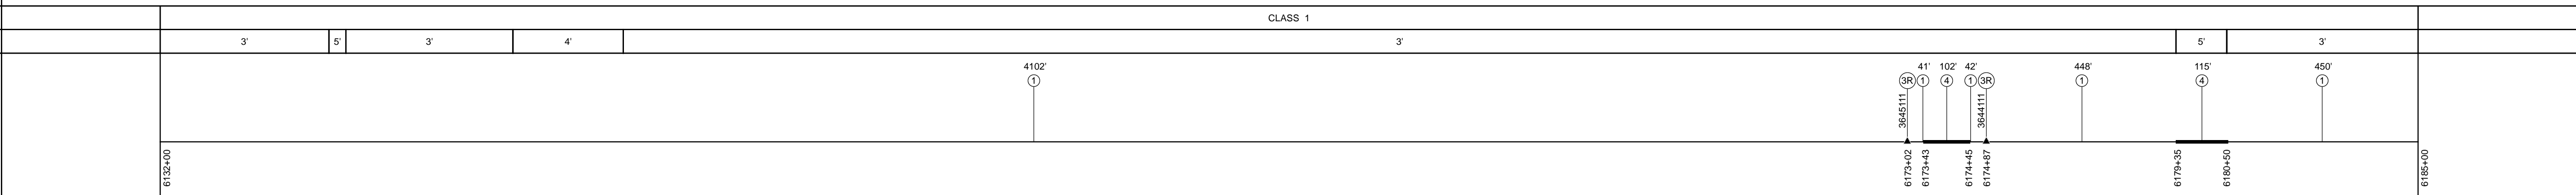 CLASS 1
3' 5' 3' 4' 3' 5' 3'
4102' 41' 102' 42' 448' 115' 450'
1 3R 1 4 1 3R 1 4 1
3645111 3644111
6132+00 6173+02 6173+43 6174+45 6174+87 6179+35 6180+50 6185+00